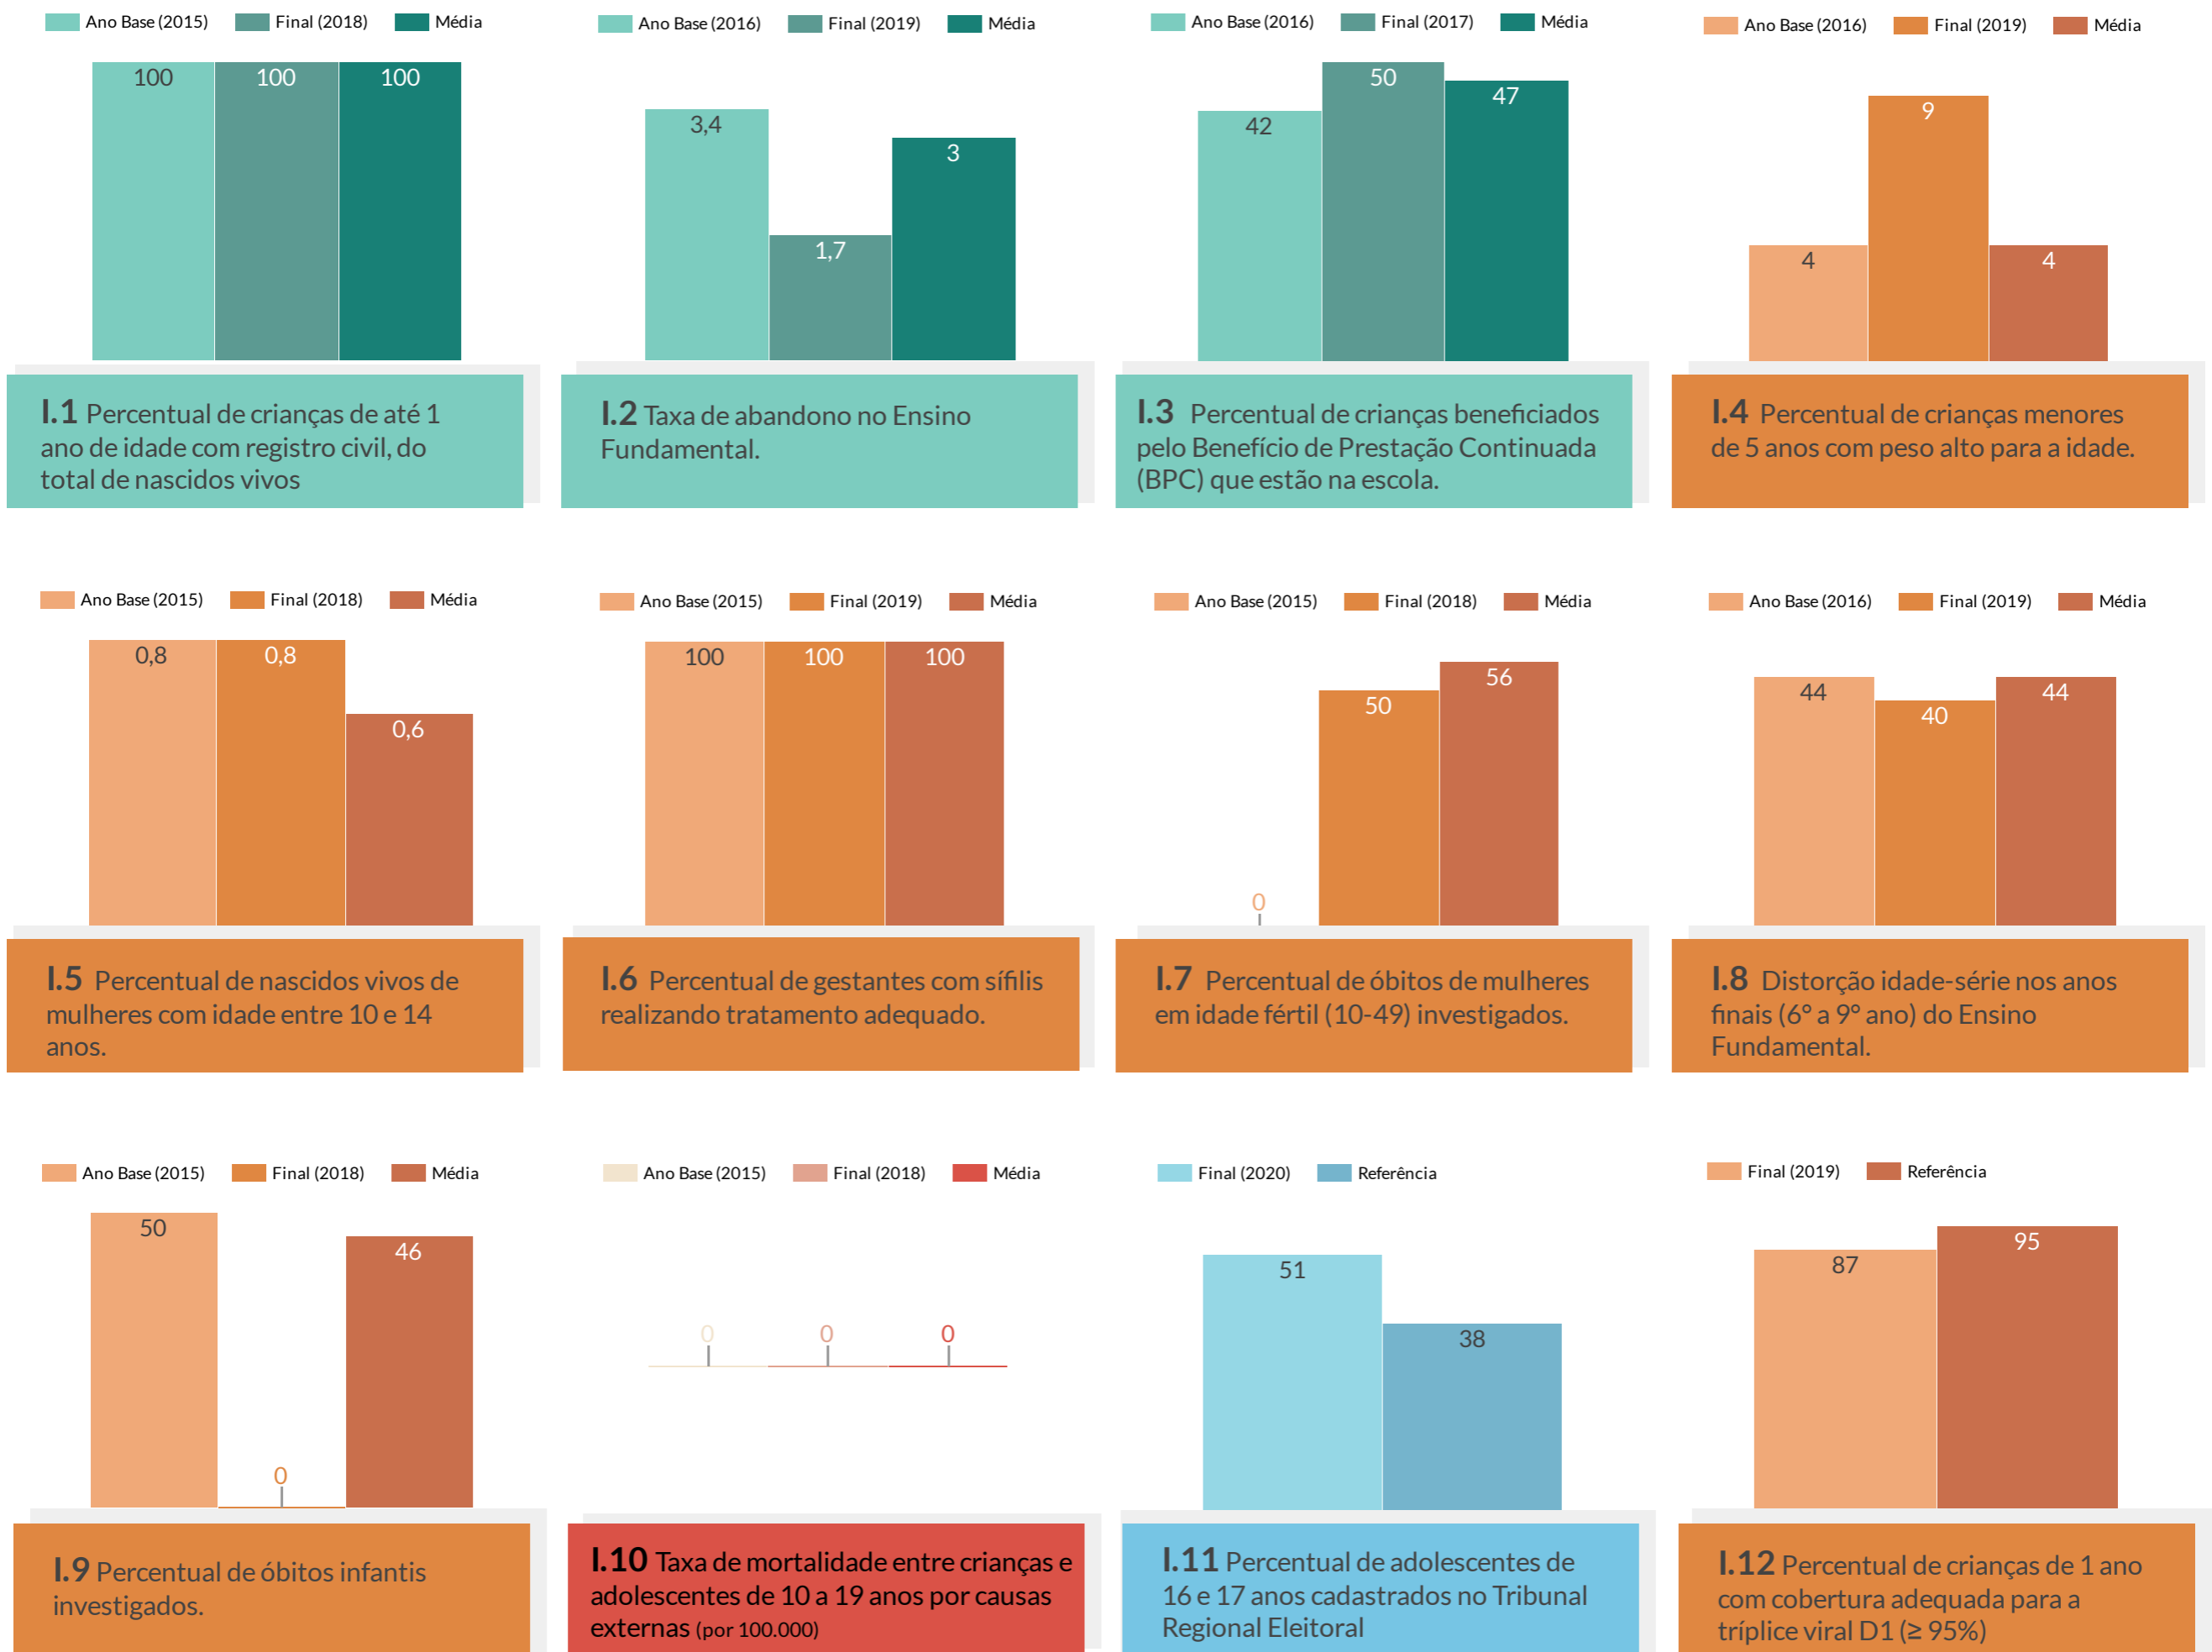 Ano Base (2015) Final (2018) Média
100 100 100
I.1 Percentual de crianças de até 1
ano de idade com registro civil, do
total de nascidos vivos
Ano Base (2016) Final (2019) Média
3,4
1,7
3
I.2 Taxa de abandono no Ensino
Fundamental.
Ano Base (2016) Final (2017) Média
42
50
47
I.3 Percentual de crianças beneficiados
pelo Benefício de Prestação Continuada
(BPC) que estão na escola.
Ano Base (2016) Final (2019) Média
4
9
4
I.4 Percentual de crianças menores
de 5 anos com peso alto para a idade.
Ano Base (2015) Final (2018) Média
0,8 0,8
0,6
I.5 Percentual de nascidos vivos de
mulheres com idade entre 10 e 14
anos.
Ano Base (2015) Final (2019) Média
100 100 100
I.6 Percentual de gestantes com sífilis
realizando tratamento adequado.
Ano Base (2015) Final (2018) Média
0
50
56
I.7 Percentual de óbitos de mulheres
em idade fértil (10-49) investigados.
Ano Base (2016) Final (2019) Média
44
40
44
I.8 Distorção idade-série nos anos
finais (6° a 9° ano) do Ensino
Fundamental.
Ano Base (2015) Final (2018) Média
50
0
46
I.9 Percentual de óbitos infantis
investigados.
Ano Base (2015) Final (2018) Média
0 0 0
I.10 Taxa de mortalidade entre crianças e
adolescentes de 10 a 19 anos por causas
externas (por 100.000)
Final (2020) Referência
51
38
I.11 Percentual de adolescentes de
16 e 17 anos cadastrados no Tribunal
Regional Eleitoral
Final (2019) Referência
87
95
I.12 Percentual de crianças de 1 ano
com cobertura adequada para a
tríplice viral D1 (≥ 95%)